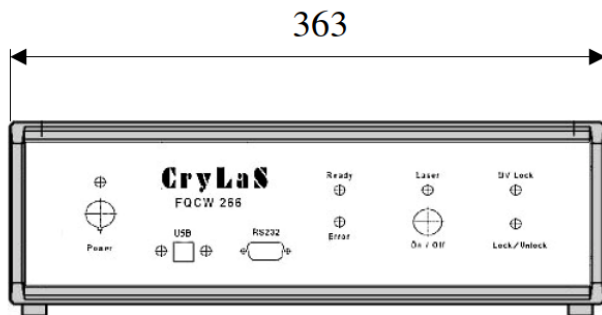 363
CryLaS
FQCW 266
Ready
Laser
UV Lock
Power
USB
RS232
Error
On / Off
Lock/Unlock